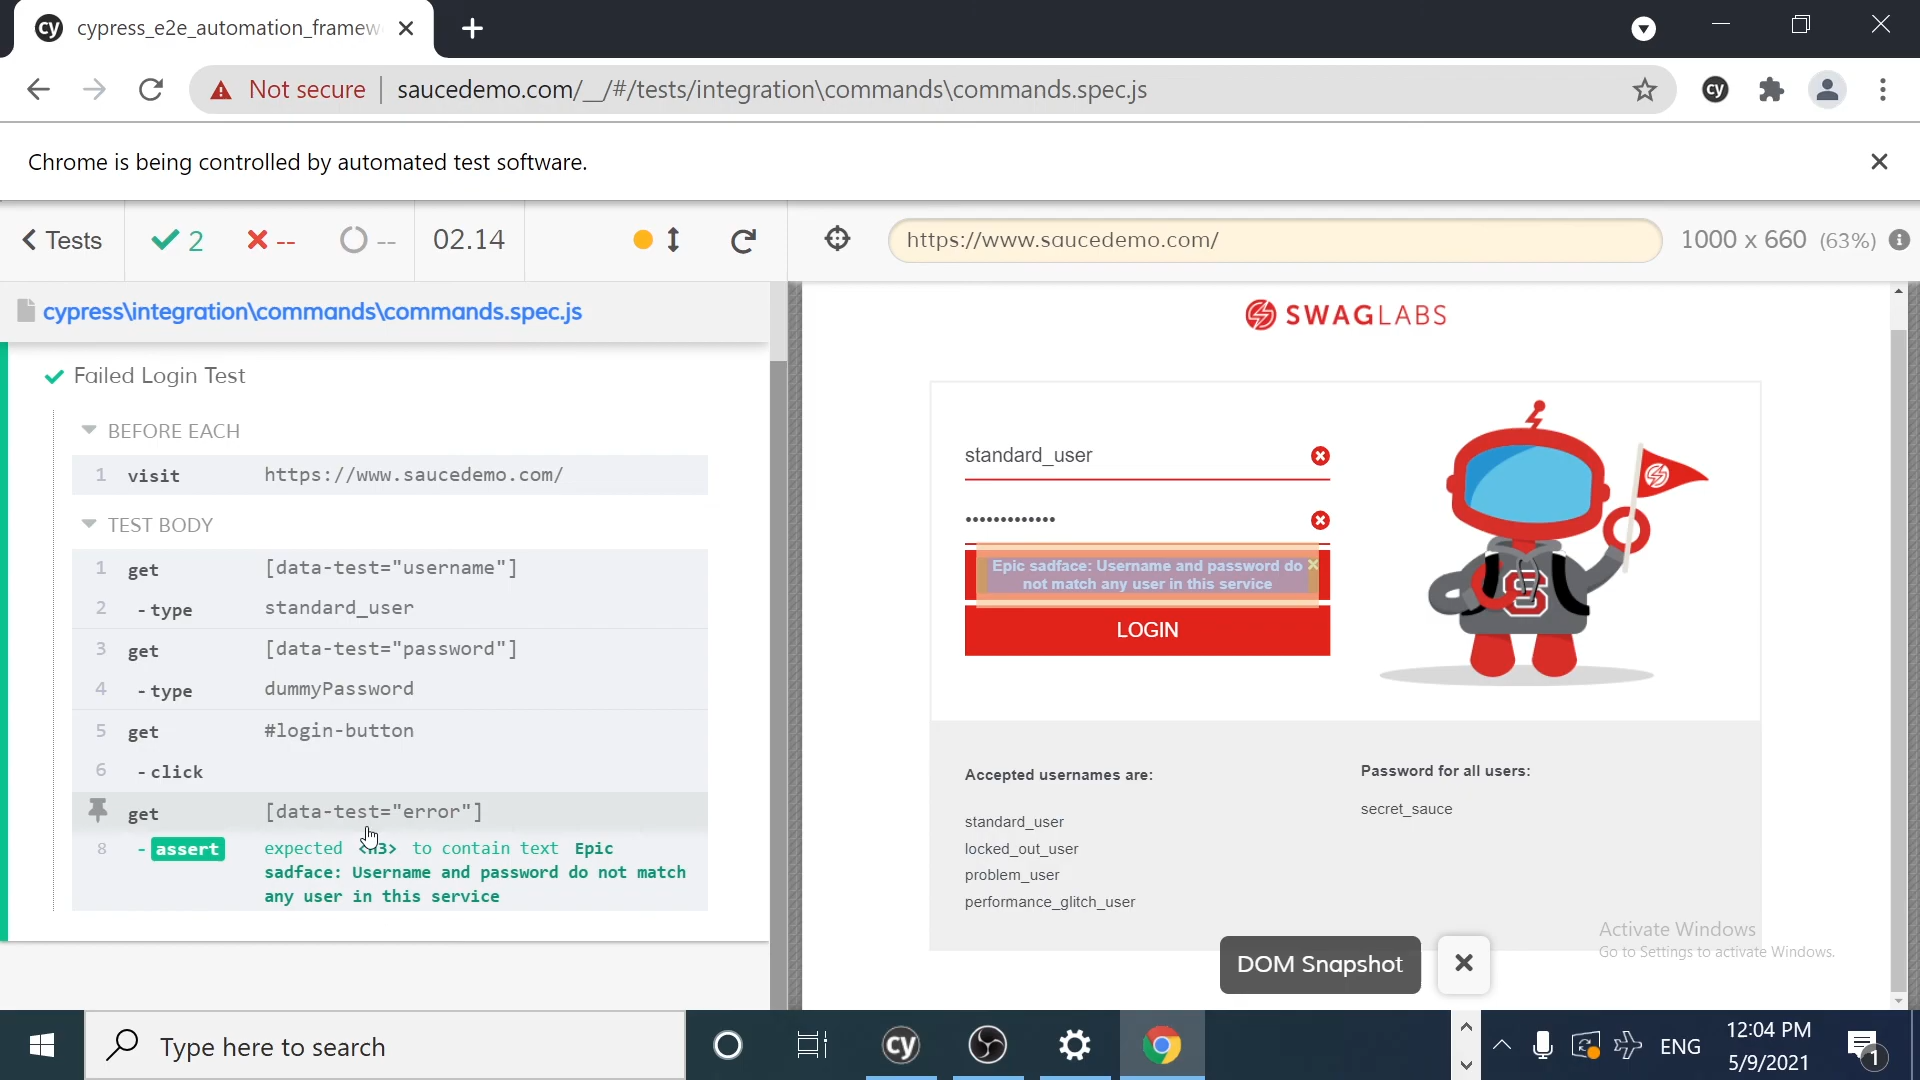 cypress_e2e_automation_framew
Not secure
saucedemo.com/__/#/tests/integration\commands\commands.spec.js
Chrome is being controlled by automated test software.
Tests
2
--
--
02.14
https://www.saucedemo.com/
1000 x 660 (63%)
cypress\integration\commands\commands.spec.js
Failed Login Test
BEFORE EACH
1 visit https://www.saucedemo.com/
TEST BODY
1 get [data-test="username"]
2 -type standard_user
3 get [data-test="password"]
4 -type dummyPassword
5 get #login-button
6 -click
get [data-test="error"]
8 -assert expected <h3> to contain text Epic
sadface: Username and password do not match
any user in this service
SWAGLABS
standard_user
•••••••••••••
Epic sadface: Username and password do
not match any user in this service
LOGIN
Accepted usernames are:
standard_user
locked_out_user
problem_user
performance_glitch_user
Password for all users:
secret_sauce
Activate Windows
Go to Settings to activate Windows.
DOM Snapshot
Type here to search
cy
ENG
12:04 PM
5/9/2021
1